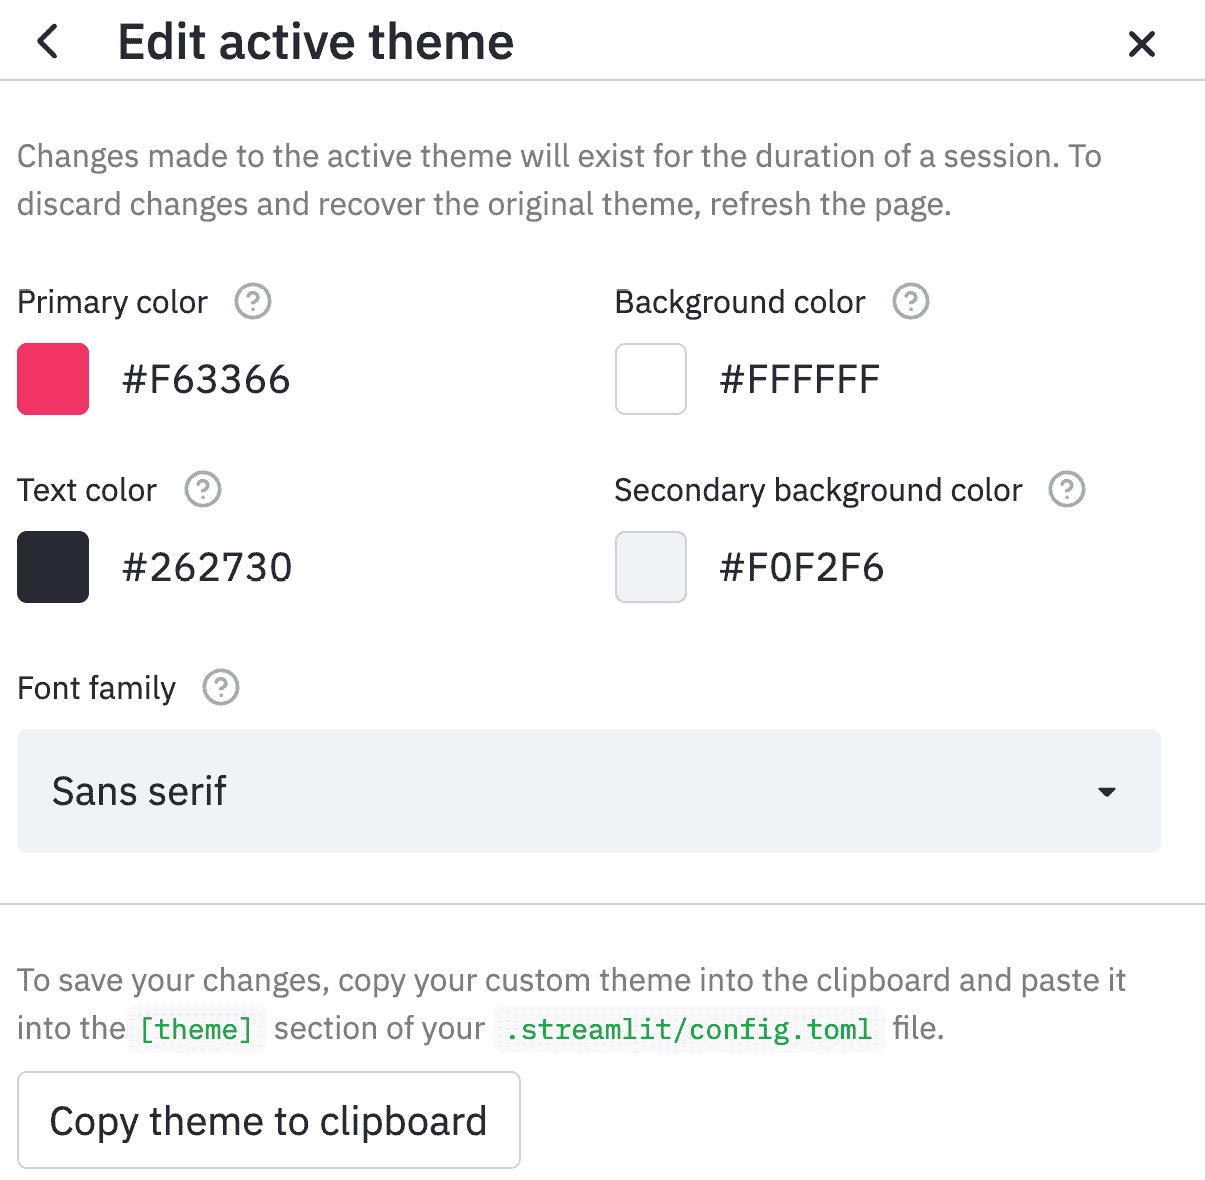 Edit active theme
Changes made to the active theme will exist for the duration of a session. To
discard changes and recover the original theme, refresh the page.
Primary color
Background color
#F63366
#FFFFFF
Text color
Secondary background color
#262730
#F0F2F6
Font family
Sans serif
To save your changes, copy your custom theme into the clipboard and paste it
into the [theme] section of your .streamlit/config.toml file.
Copy theme to clipboard